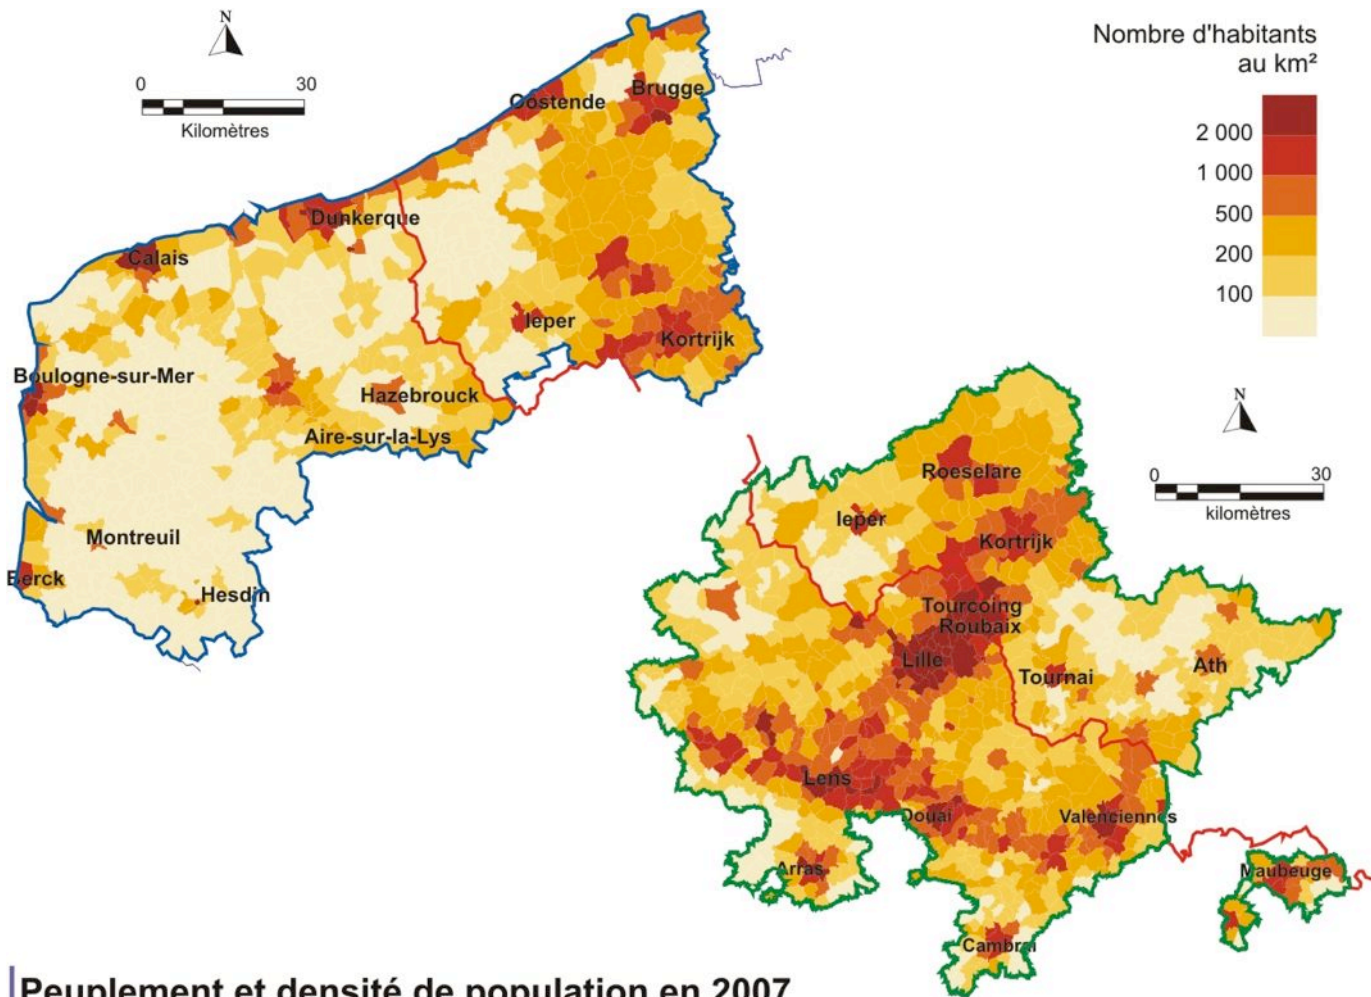 N
0 30
Kilomètres
Nombre d'habitants
au km²
2 000
1 000
500
200
100
Oostende
Brugge
Dunkerque
Calais
Ieper
Kortrijk
Boulogne-sur-Mer
Hazebrouck
Aire-sur-la-Lys
Montreuil
Berck
Hesdin
N
0 30
kilomètres
Roeselare
Ieper
Kortrijk
Tourcoing
Roubaix
Lille
Tournai
Ath
Lens
Douai
Valenciennes
Arras
Maubeuge
Cambrai
Peuplement et densité de population en 2007